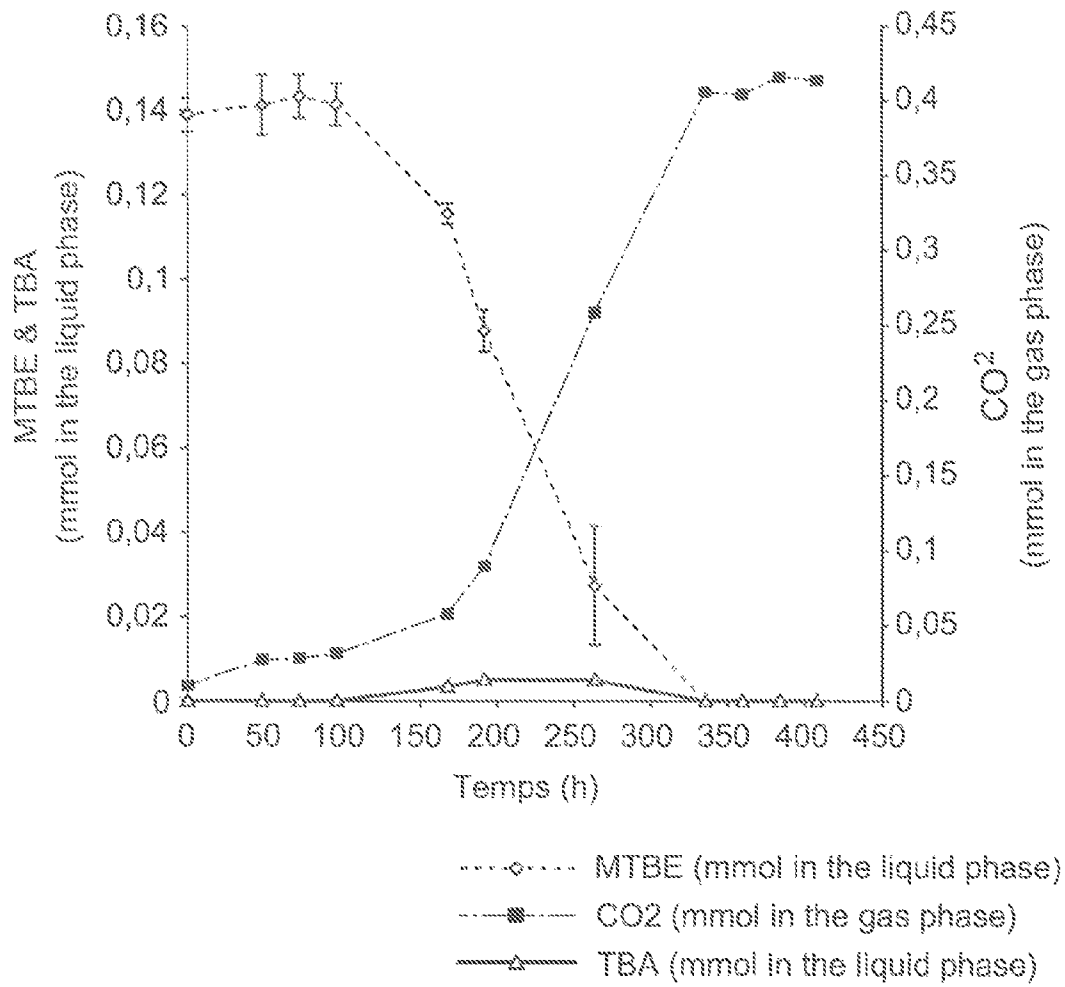 0,16
0,14
0,12
0,1
0,08
0,06
0,04
0,02
0
MTBE & TBA
(mmol in the liquid phase)
0,45
0,4
0,35
0,3
0,25
0,2
0,15
0,1
0,05
0
CO2
(mmol in the gas phase)
0 50 100 150 200 250 300 350 400 450
Temps (h)
MTBE (mmol in the liquid phase)
CO2 (mmol in the gas phase)
TBA (mmol in the liquid phase)